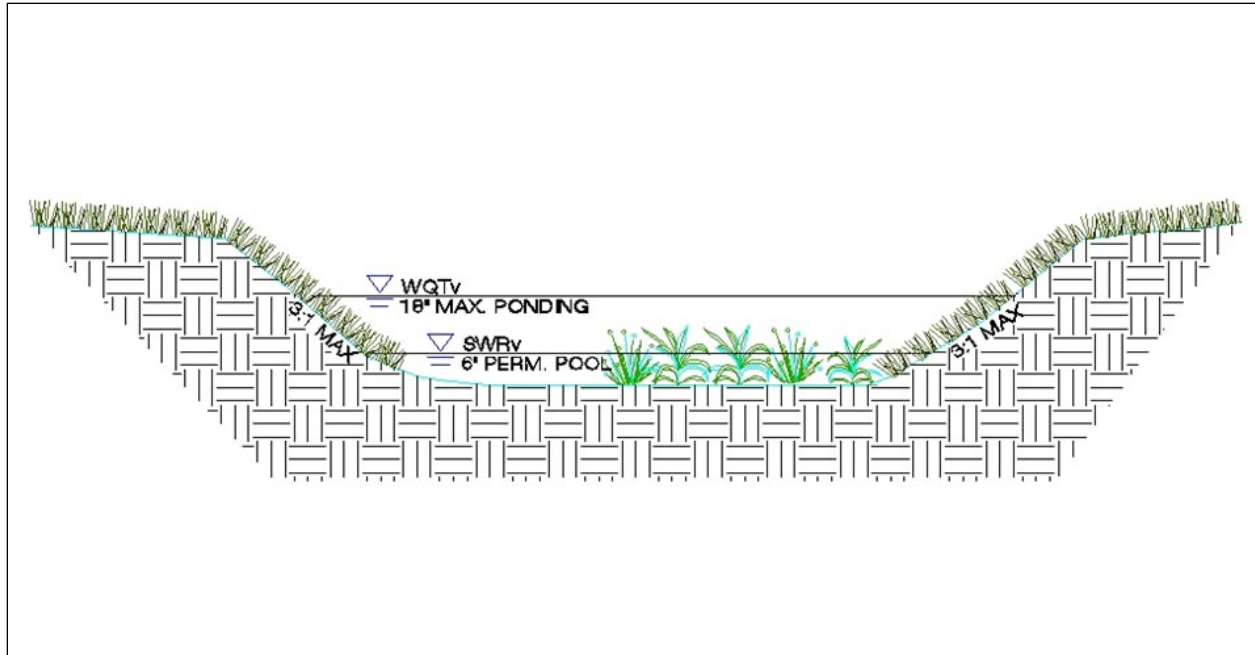 WQTv
18" MAX. PONDING
3:1 MAX
3:1 MAX
SWRv
6" PERM. POOL